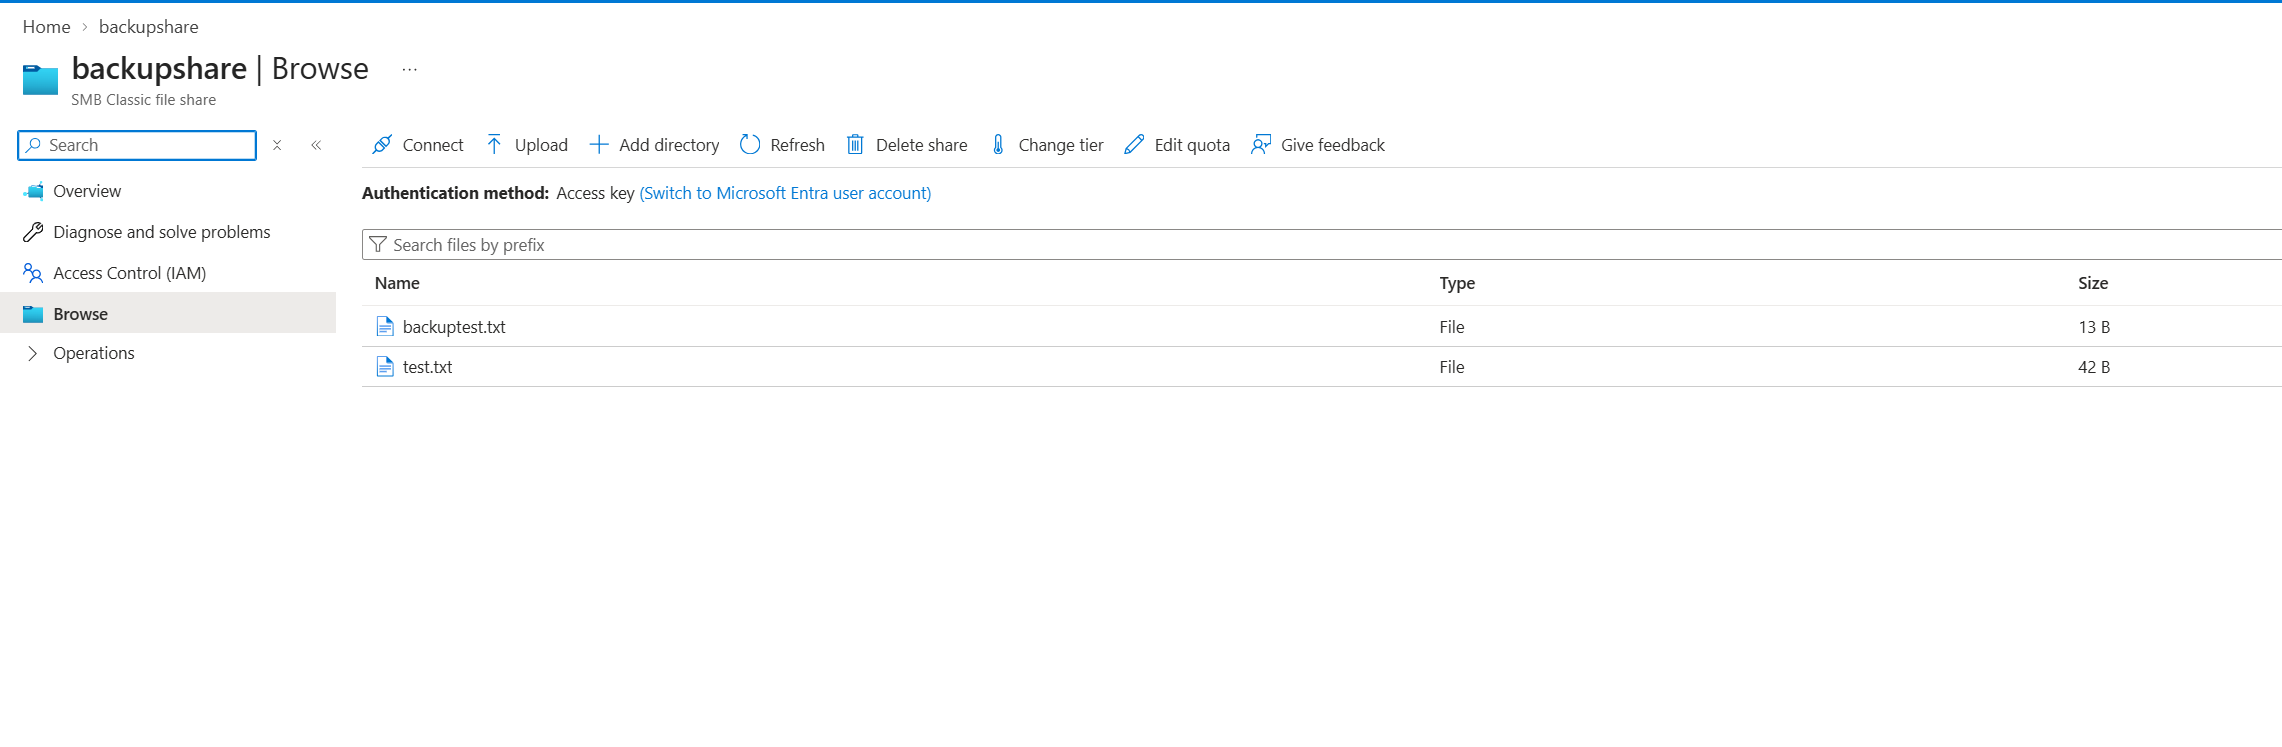 Home > backupshare
backupshare | Browse ...
SMB Classic file share
Search
Overview
Diagnose and solve problems
Access Control (IAM)
Browse
Operations
Connect Upload Add directory Refresh Delete share Change tier Edit quota Give feedback
Authentication method: Access key (Switch to Microsoft Entra user account)
Search files by prefix
Name Type Size
backuptest.txt File 13 B
test.txt File 42 B